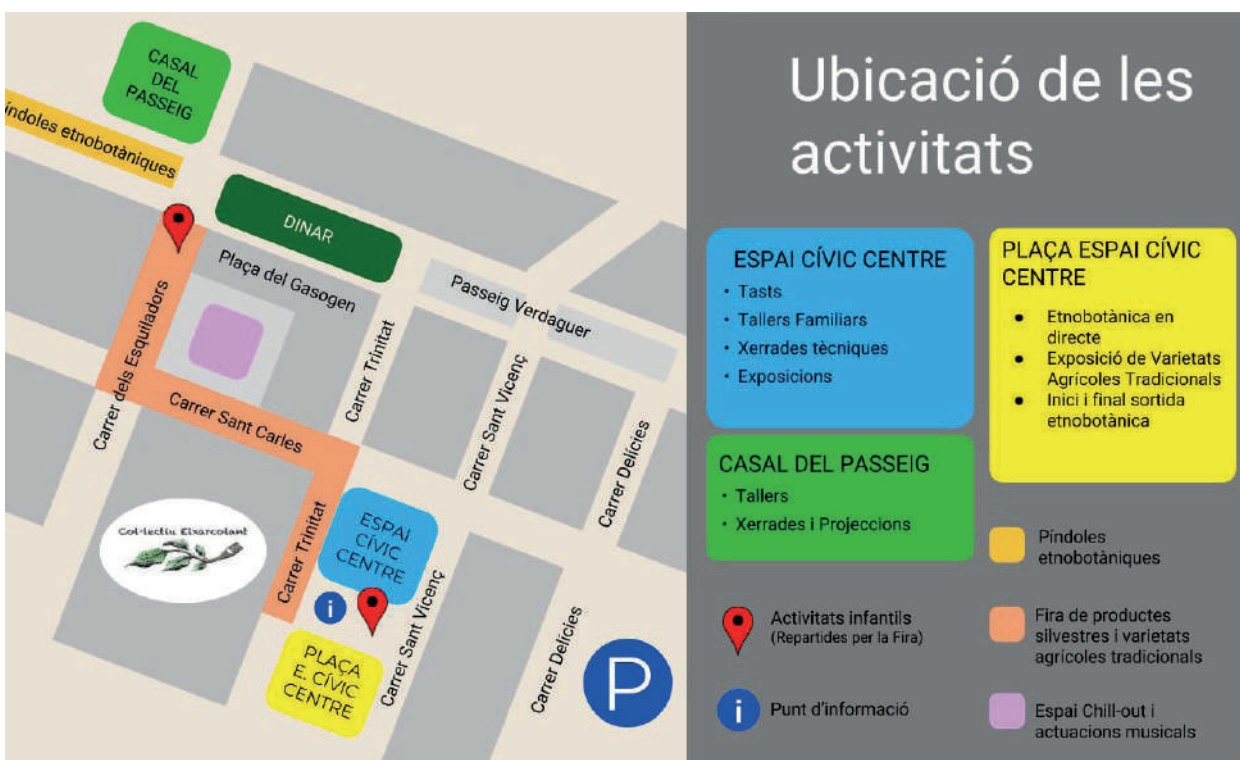 CASAL
DEL
PASSEIG
índoles etnobotàniques
DINAR
Plaça del Gasogen
Passeig Verdaguer
Carrer dels Esquiladors
Carrer Trinitat
Carrer Sant Vicenç
Carrer Delícies
Carrer Sant Carles
Col·lectiu Eixarcolant
Carrer Trinitat
ESPAI
CÍVIC
CENTRE
i
PLAÇA
E. CÍVIC
CENTRE
Carrer Sant Vicenç
Carrer Delícies
P
Ubicació de les
activitats
ESPAI CÍVIC CENTRE
· Tasts
· Tallers Familiars
· Xerrades tècniques
· Exposicions
CASAL DEL PASSEIG
· Tallers
· Xerrades i Projeccions
PLAÇA ESPAI CÍVIC
CENTRE
● Etnobotànica en
directe
● Exposició de Varietats
Agrícoles Tradicionals
● Inici i final sortida
etnobotànica
Activitats infantils
(Repartides per la Fira)
i
Punt d'informació
Píndoles
etnobotàniques
Fira de productes
silvestres i varietats
agrícoles tradicionals
Espai Chill-out i
actuacions musicals